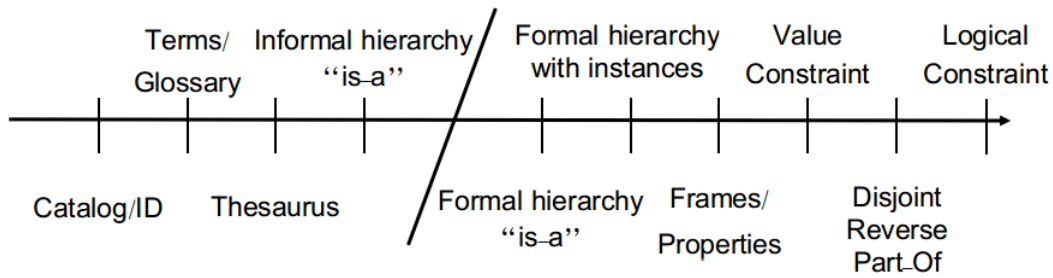 Terms/
Glossary
Informal hierarchy
“is-a”
Formal hierarchy
with instances
Value
Constraint
Logical
Constraint
Catalog/ID
Thesaurus
Formal hierarchy
“is-a”
Frames/
Properties
Disjoint
Reverse
Part-Of